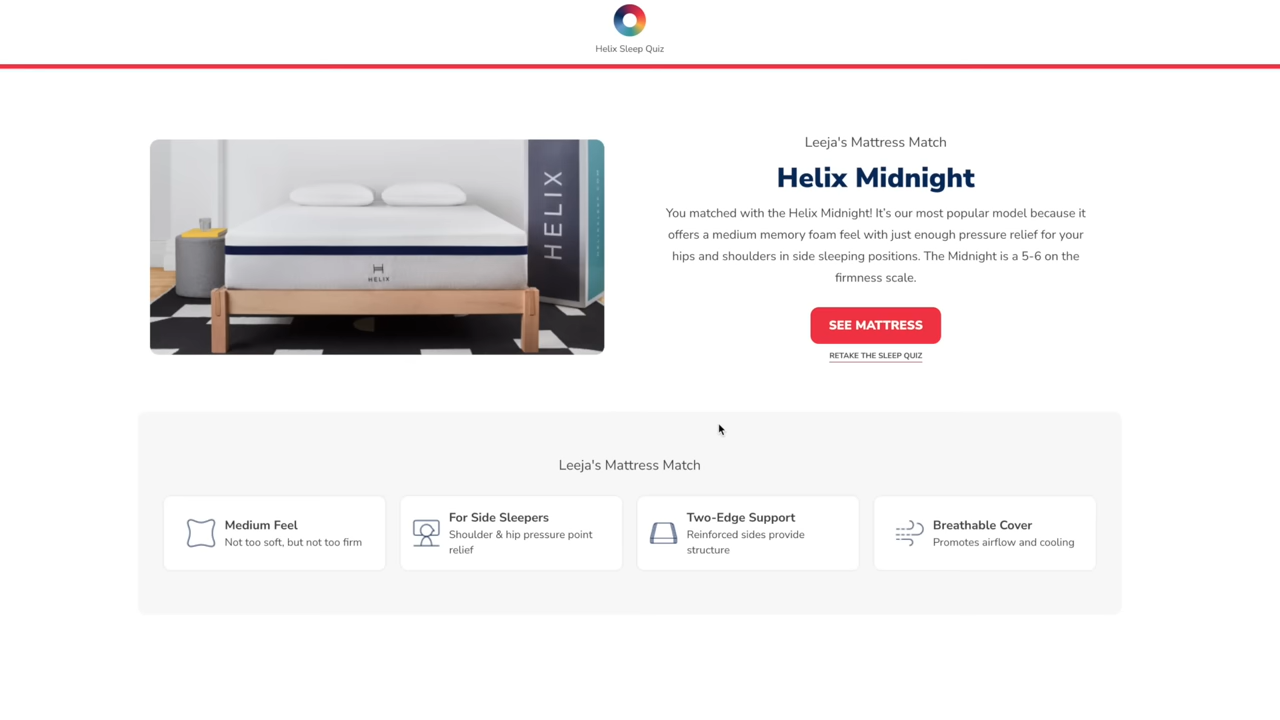 Helix Sleep Quiz
Leeja's Mattress Match
Helix Midnight
You matched with the Helix Midnight! It's our most popular model because it
offers a medium memory foam feel with just enough pressure relief for your
hips and shoulders in side sleeping positions. The Midnight is a 5-6 on the
firmness scale.
SEE MATTRESS
RETAKE THE SLEEP QUIZ
HELIX
HELIX
Leeja's Mattress Match
Medium Feel
Not too soft, but not too firm
For Side Sleepers
Shoulder & hip pressure point
relief
Two-Edge Support
Reinforced sides provide
structure
Breathable Cover
Promotes airflow and cooling